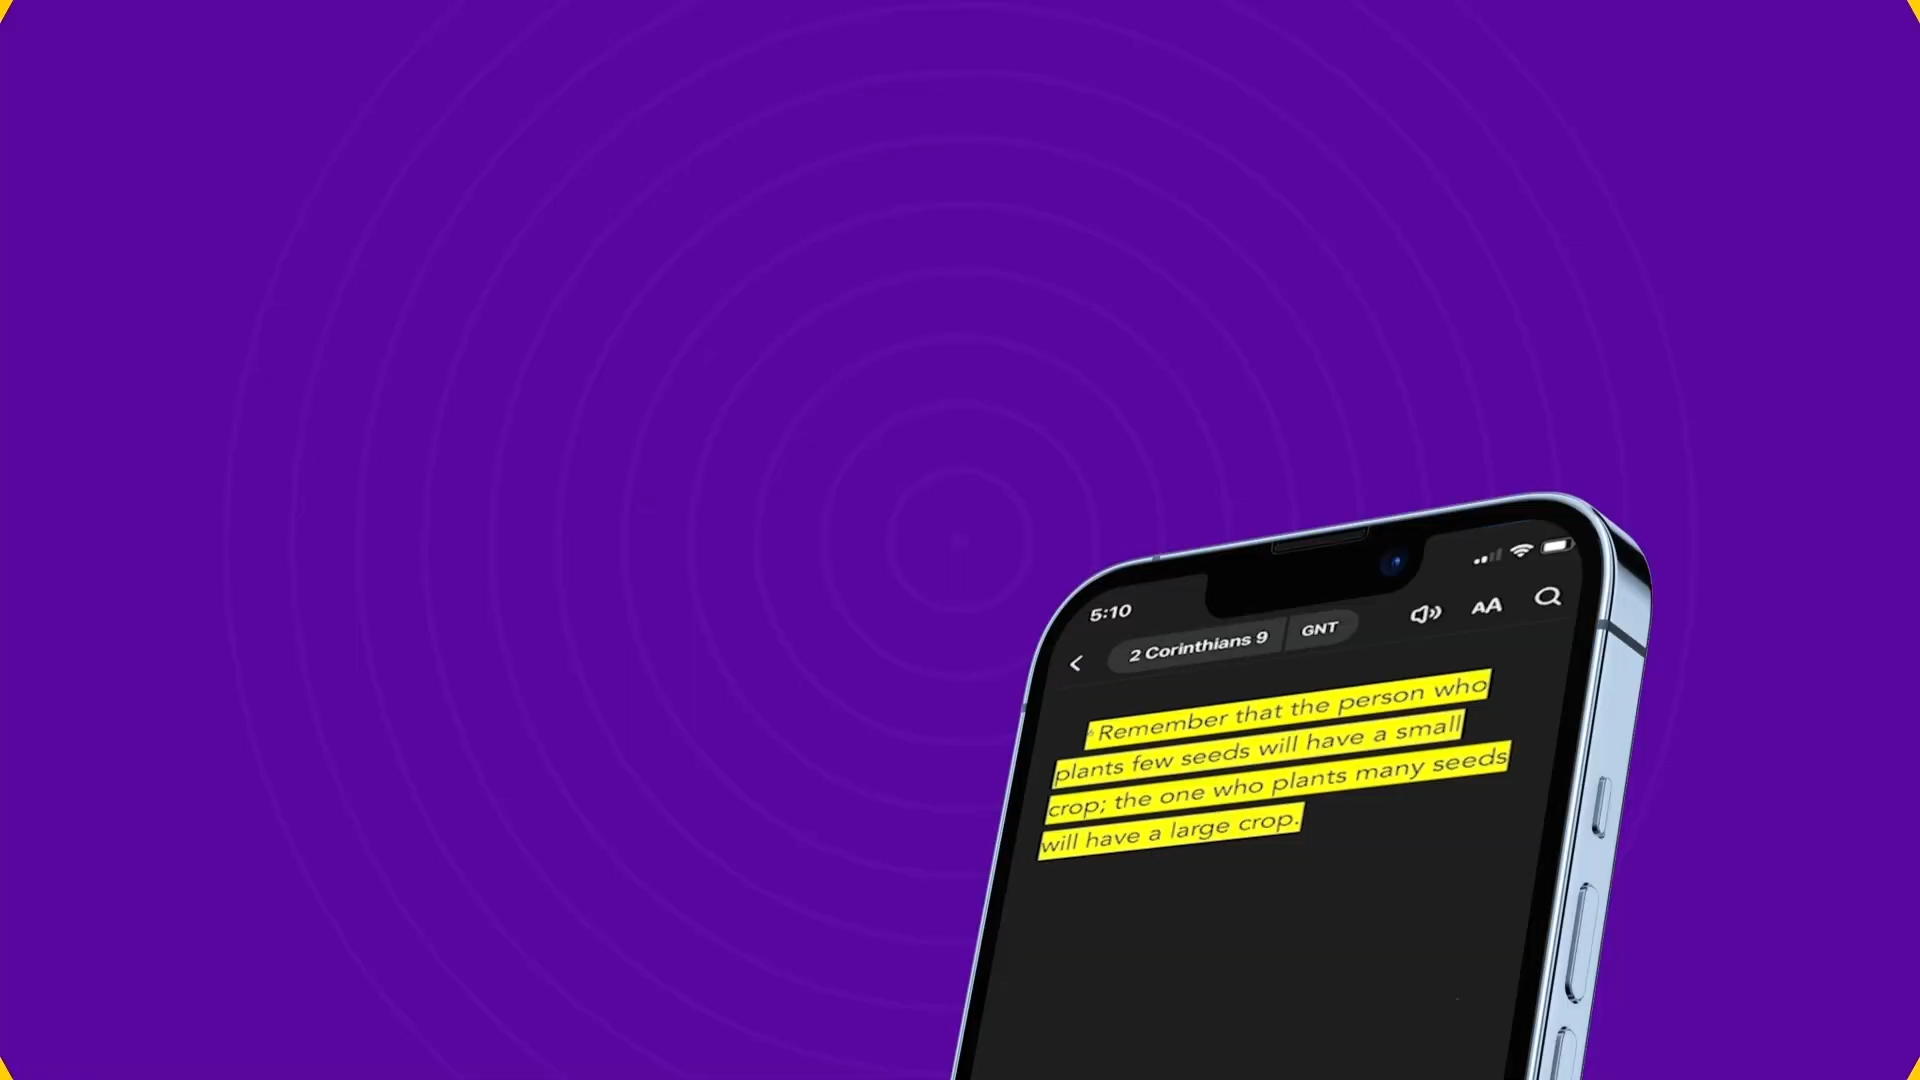 5:10
2 Corinthians 9 GNT AA
6 Remember that the person who
plants few seeds will have a small
crop; the one who plants many seeds
will have a large crop.